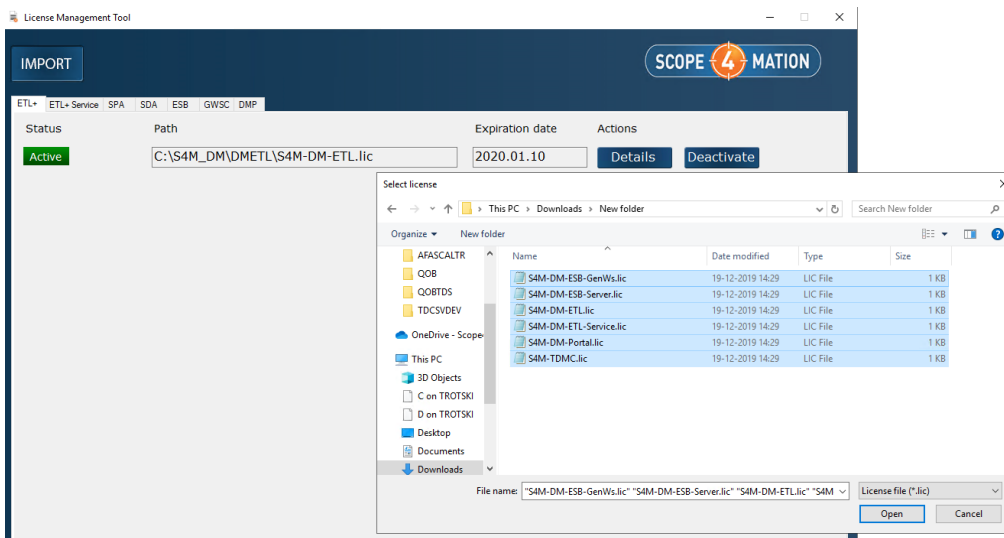 License Management Tool
IMPORT
SCOPE 4 MATION
ETL+ ETL+ Service SPA SDA ESB GWSC DMP
Status Path Expiration date Actions
Active C:\S4M_DM\DMETL\S4M-DM-ETL.lic 2020.01.10 Details Deactivate
Select license
This PC > Downloads > New folder Search New folder
Organize New folder
AFASCALTR
QOB
QOBTDS
TDCSVDEV
OneDrive - Scope
This PC
3D Objects
C on TROTSKI
D on TROTSKI
Desktop
Documents
Downloads
Name Date modified Type Size
S4M-DM-ESB-GenWs.lic 19-12-2019 14:29 LIC File 1 KB
S4M-DM-ESB-Server.lic 19-12-2019 14:29 LIC File 1 KB
S4M-DM-ETL.lic 19-12-2019 14:29 LIC File 1 KB
S4M-DM-ETL-Service.lic 19-12-2019 14:29 LIC File 1 KB
S4M-DM-Portal.lic 19-12-2019 14:29 LIC File 1 KB
S4M-TDMC.lic 19-12-2019 14:29 LIC File 1 KB
File name: "S4M-DM-ESB-GenWs.lic" "S4M-DM-ESB-Server.lic" "S4M-DM-ETL.lic" "S4M License file (*.lic)
Open Cancel